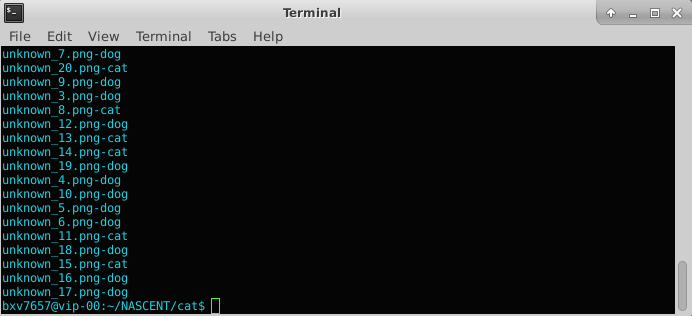 Terminal
File Edit View Terminal Tabs Help
unknown_7.png-dog
unknown_20.png-cat
unknown_9.png-dog
unknown_3.png-dog
unknown_8.png-cat
unknown_12.png-dog
unknown_13.png-cat
unknown_14.png-cat
unknown_19.png-dog
unknown_4.png-dog
unknown_10.png-dog
unknown_5.png-dog
unknown_6.png-dog
unknown_11.png-cat
unknown_18.png-dog
unknown_15.png-cat
unknown_16.png-dog
unknown_17.png-dog
bxv7657@vip-00:~/NASCENT/cat$